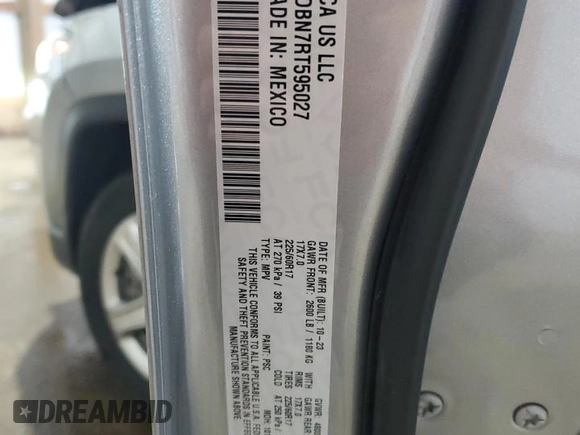 CA US LLC
DBN7RT595027
MADE IN: MEXICO
DATE OF MFR (BUILT): 10-23
GAWR FRONT: 2600 LB / 1180 KG WITH
17X7.0 RIMS
225/60R17 TIRES
AT 270 kPa / 39 PSI COLD
TYPE: MPV PAINT: PSC
THIS VEHICLE CONFORMS TO ALL APPLICABLE U.S.A.
SAFETY AND THEFT PREVENTION STANDARDS IN
MANUFACTURE SHOWN ABOVE
GVWR:
GAWR REAR
17X7.0
225/60R17
AT 250 kPa
MDH:
DREAMBID